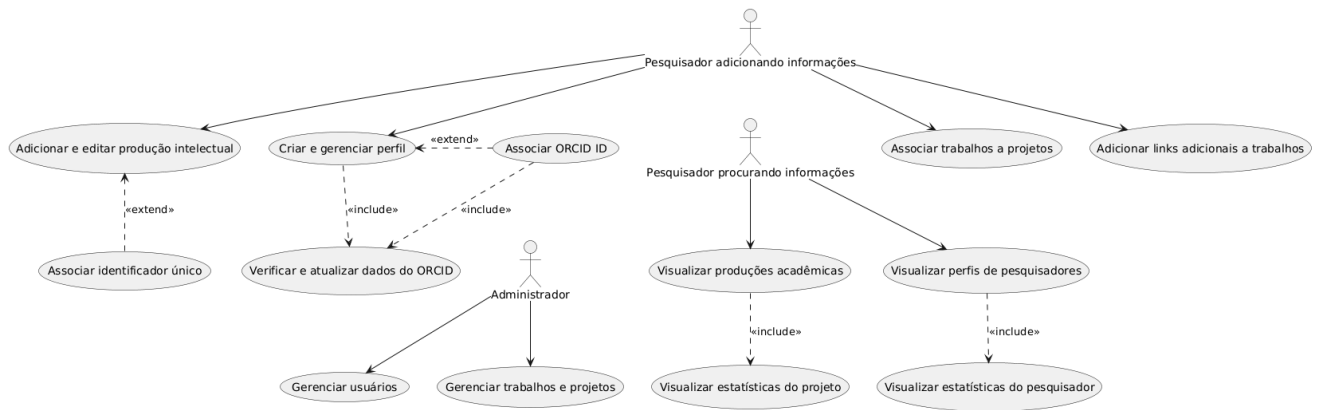 Pesquisador adicionando informações
Adicionar e editar produção intelectual
Criar e gerenciar perfil
«extend»
Associar ORCID ID
Pesquisador procurando informações
Associar trabalhos a projetos
Adicionar links adicionais a trabalhos
«extend»
«include»
«include»
Associar identificador único
Verificar e atualizar dados do ORCID
Administrador
Visualizar produções acadêmicas
Visualizar perfis de pesquisadores
«include»
«include»
Gerenciar usuários
Gerenciar trabalhos e projetos
Visualizar estatísticas do projeto
Visualizar estatísticas do pesquisador